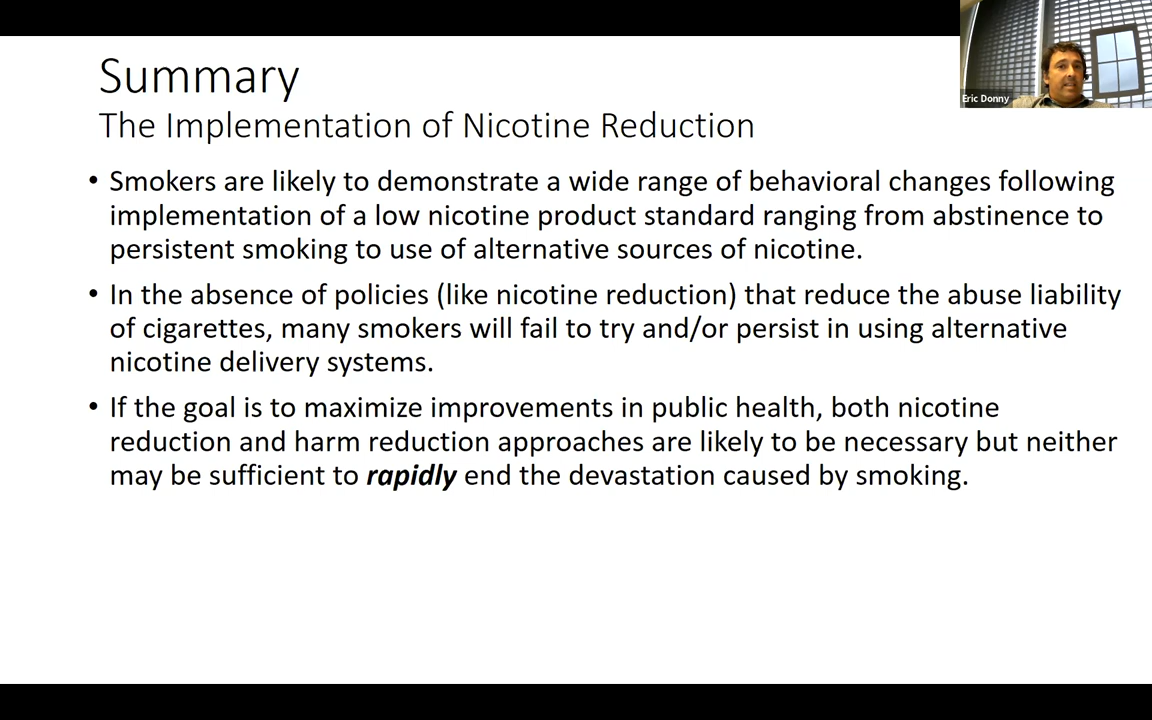 Summary
The Implementation of Nicotine Reduction
Eric Donny
• Smokers are likely to demonstrate a wide range of behavioral changes following
implementation of a low nicotine product standard ranging from abstinence to
persistent smoking to use of alternative sources of nicotine.
• In the absence of policies (like nicotine reduction) that reduce the abuse liability
of cigarettes, many smokers will fail to try and/or persist in using alternative
nicotine delivery systems.
• If the goal is to maximize improvements in public health, both nicotine
reduction and harm reduction approaches are likely to be necessary but neither
may be sufficient to rapidly end the devastation caused by smoking.